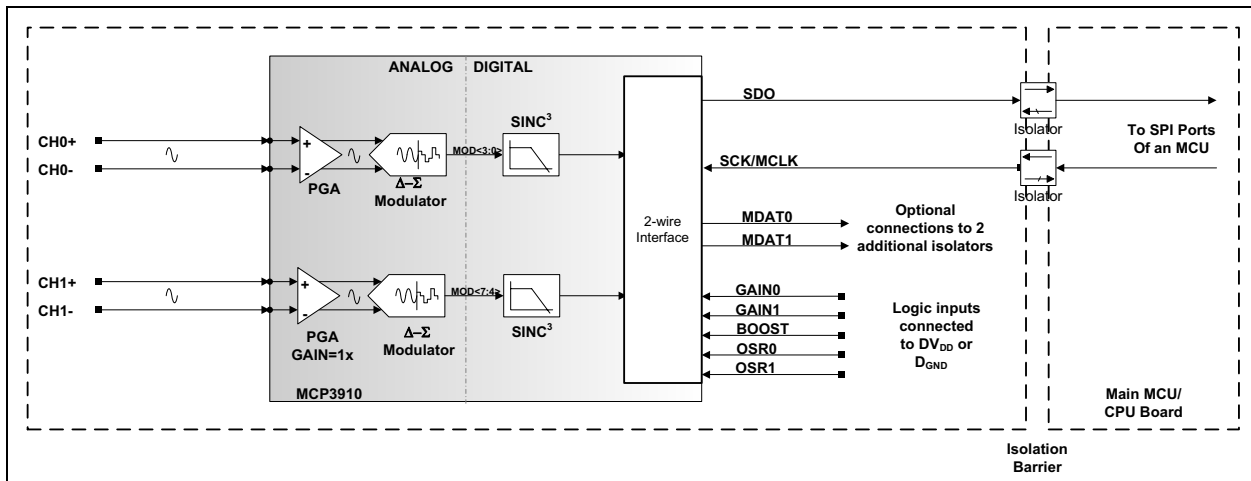 ANALOG
DIGITAL
SDO
SINC³
Isolator
To SPI Ports
Of an MCU
CH0+
CH0-
MOD<3:0>
SCK/MCLK
PGA
Δ–Σ
Modulator
Isolator
2-wire
Interface
MDAT0
MDAT1
Optional
connections to 2
additional isolators
CH1+
CH1-
MOD<7:4>
GAIN0
GAIN1
BOOST
OSR0
OSR1
Logic inputs
connected
to DVDD or
DGND
SINC³
PGA
GAIN=1x
Δ–Σ
Modulator
MCP3910
Main MCU/
CPU Board
Isolation
Barrier